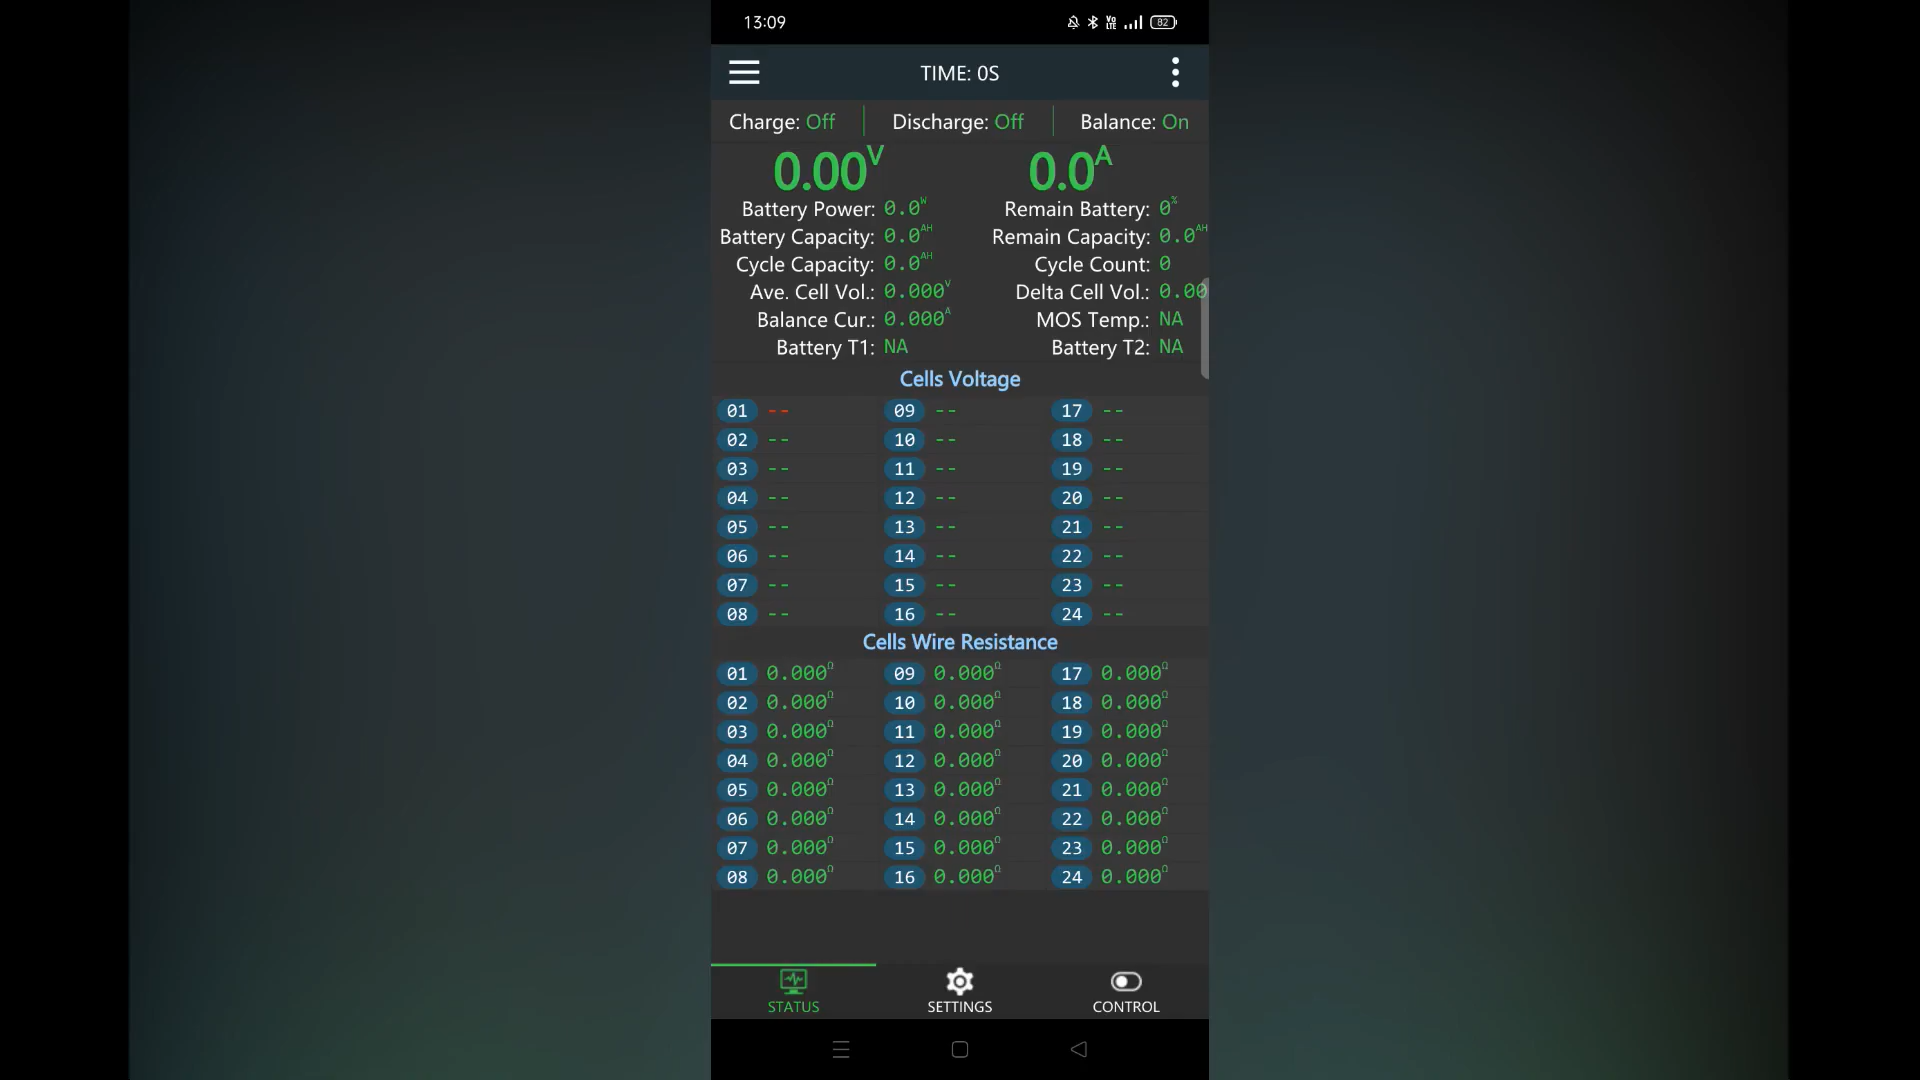 13:09 82
TIME: 0S
Charge: Off Discharge: Off Balance: On
0.00V 0.0A
Battery Power: 0.0W Remain Battery: 0%
Battery Capacity: 0.0AH Remain Capacity: 0.0AH
Cycle Capacity: 0.0AH Cycle Count: 0
Ave. Cell Vol.: 0.000V Delta Cell Vol.: 0.00
Balance Cur.: 0.000A MOS Temp.: NA
Battery T1: NA Battery T2: NA
Cells Voltage
01 -- 09 -- 17 --
02 -- 10 -- 18 --
03 -- 11 -- 19 --
04 -- 12 -- 20 --
05 -- 13 -- 21 --
06 -- 14 -- 22 --
07 -- 15 -- 23 --
08 -- 16 -- 24 --
Cells Wire Resistance
01 0.000Ω 09 0.000Ω 17 0.000Ω
02 0.000Ω 10 0.000Ω 18 0.000Ω
03 0.000Ω 11 0.000Ω 19 0.000Ω
04 0.000Ω 12 0.000Ω 20 0.000Ω
05 0.000Ω 13 0.000Ω 21 0.000Ω
06 0.000Ω 14 0.000Ω 22 0.000Ω
07 0.000Ω 15 0.000Ω 23 0.000Ω
08 0.000Ω 16 0.000Ω 24 0.000Ω
STATUS SETTINGS CONTROL